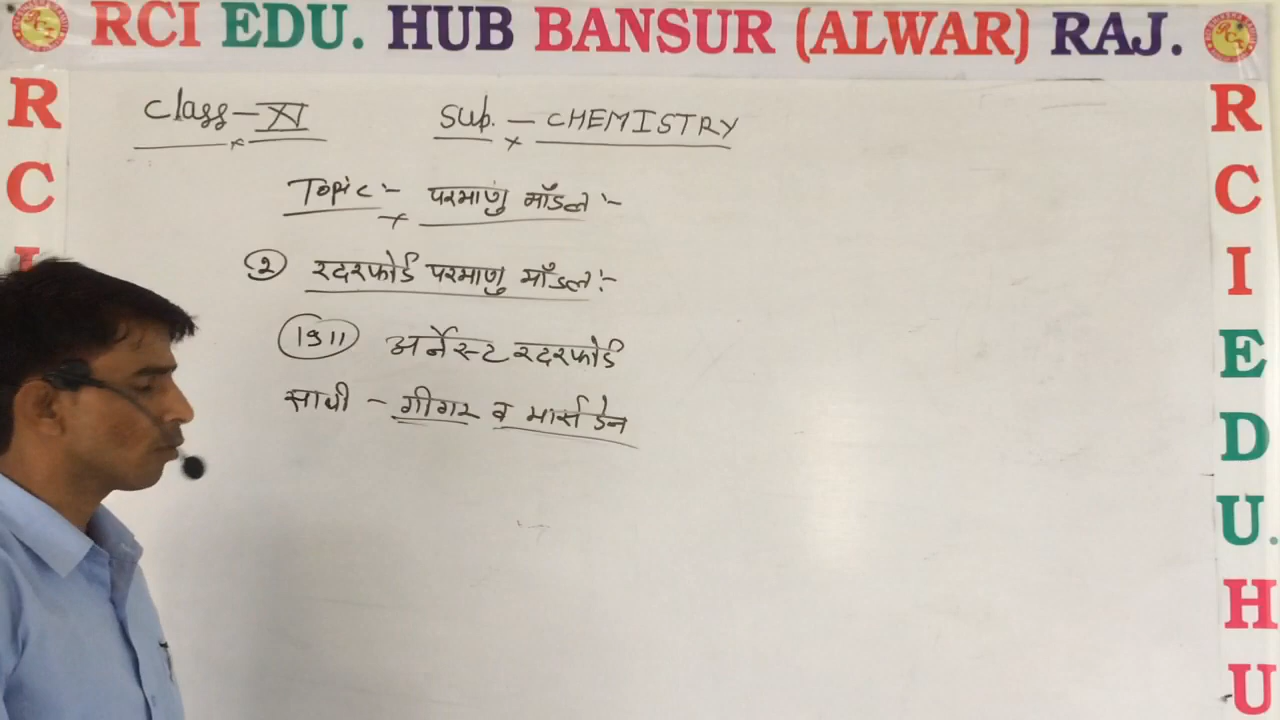 RCI EDU. HUB BANSUR (ALWAR) RAJ.
Class - XI Sub. - CHEMISTRY
Topic :- परमाणु मॉडल :-
२ रदरफोर्ड परमाणु मॉडल :-
1911 अर्नेस्ट रदरफोर्ड
साथी - गीगर व मार्सडेन
R
C
I
R
C
I
E
D
U.
H
U